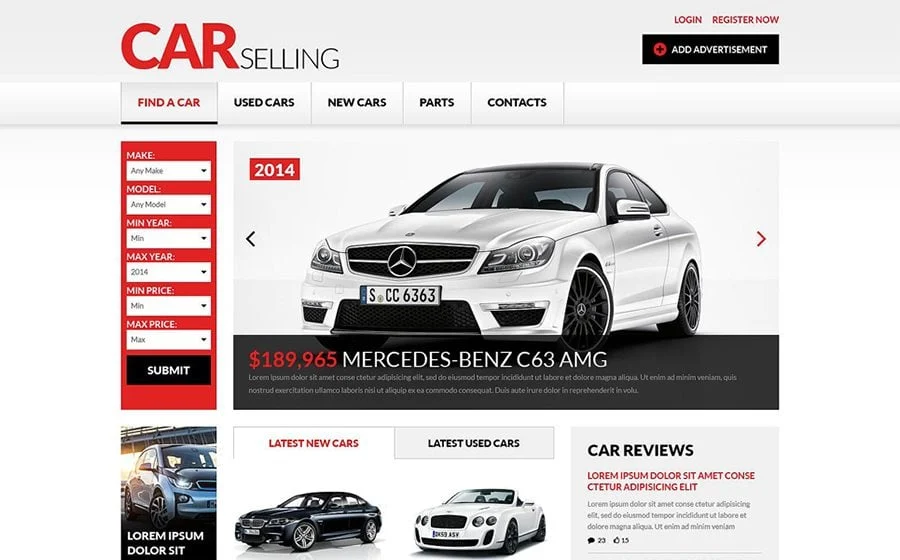 LOGIN REGISTER NOW
CAR SELLING
ADD ADVERTISEMENT
FIND A CAR USED CARS NEW CARS PARTS CONTACTS
MAKE:
Any Make
MODEL:
Any Model
MIN YEAR:
Min
MAX YEAR:
2014
MIN PRICE:
Min
MAX PRICE:
Max
SUBMIT
2014
S CC 6363
$189,965 MERCEDES-BENZ C63 AMG
Lorem ipsum dolor sit amet, consectetur adipisicing elit, sed do eiusmod tempor incididunt ut labore et dolore magna aliqua. Ut enim ad minim veniam, quis
nostrud exercitation ullamco laboris nisi ut aliquip ex ea commodo consequat. Duis aute irure dolor in reprehenderit in volu.
LOREM IPSUM
DOLOR SIT
LATEST NEW CARS LATEST USED CARS
DK59 ASV
CAR REVIEWS
LOREM IPSUM DOLOR SIT AMET CONSE
CTETUR ADIPISICING ELIT
Lorem ipsum dolor sit amet, consectetur adipisicing
elit, sed do eiusmod tempor incididunt ut labore et
dolore magna aliqua. Ut enim ad minim veniam
23 15